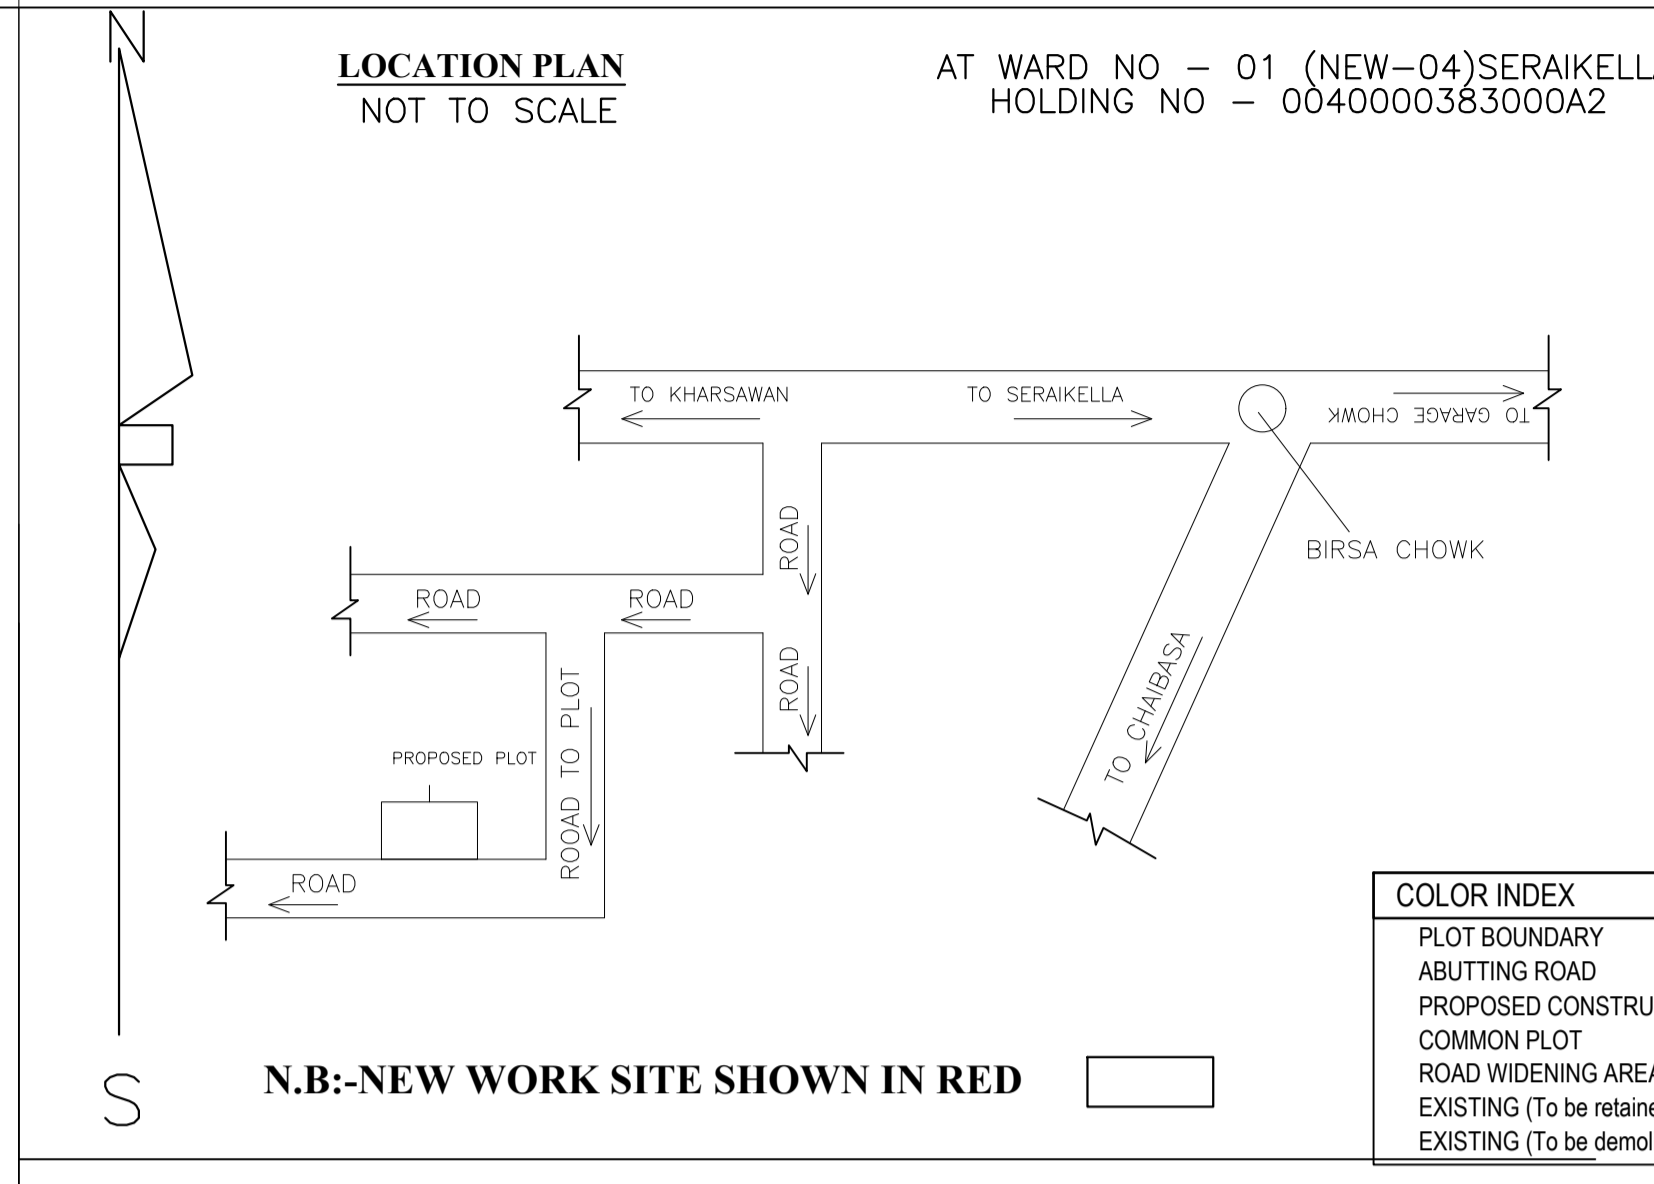 N
LOCATION PLAN
NOT TO SCALE
AT WARD NO - 01 (NEW-04)SERAIKELLA
HOLDING NO - 0040000383000A2
TO KHARSAWAN
TO SERAIKELLA
TO GARAGE CHOWK
BIRSA CHOWK
ROAD
ROAD
ROAD
ROAD
TO CHAIBASA
ROOAD TO PLOT
PROPOSED PLOT
ROAD
COLOR INDEX
PLOT BOUNDARY
ABUTTING ROAD
PROPOSED CONSTRU
COMMON PLOT
ROAD WIDENING AREA
EXISTING (To be retaine
EXISTING (To be demol
N.B:-NEW WORK SITE SHOWN IN RED
S